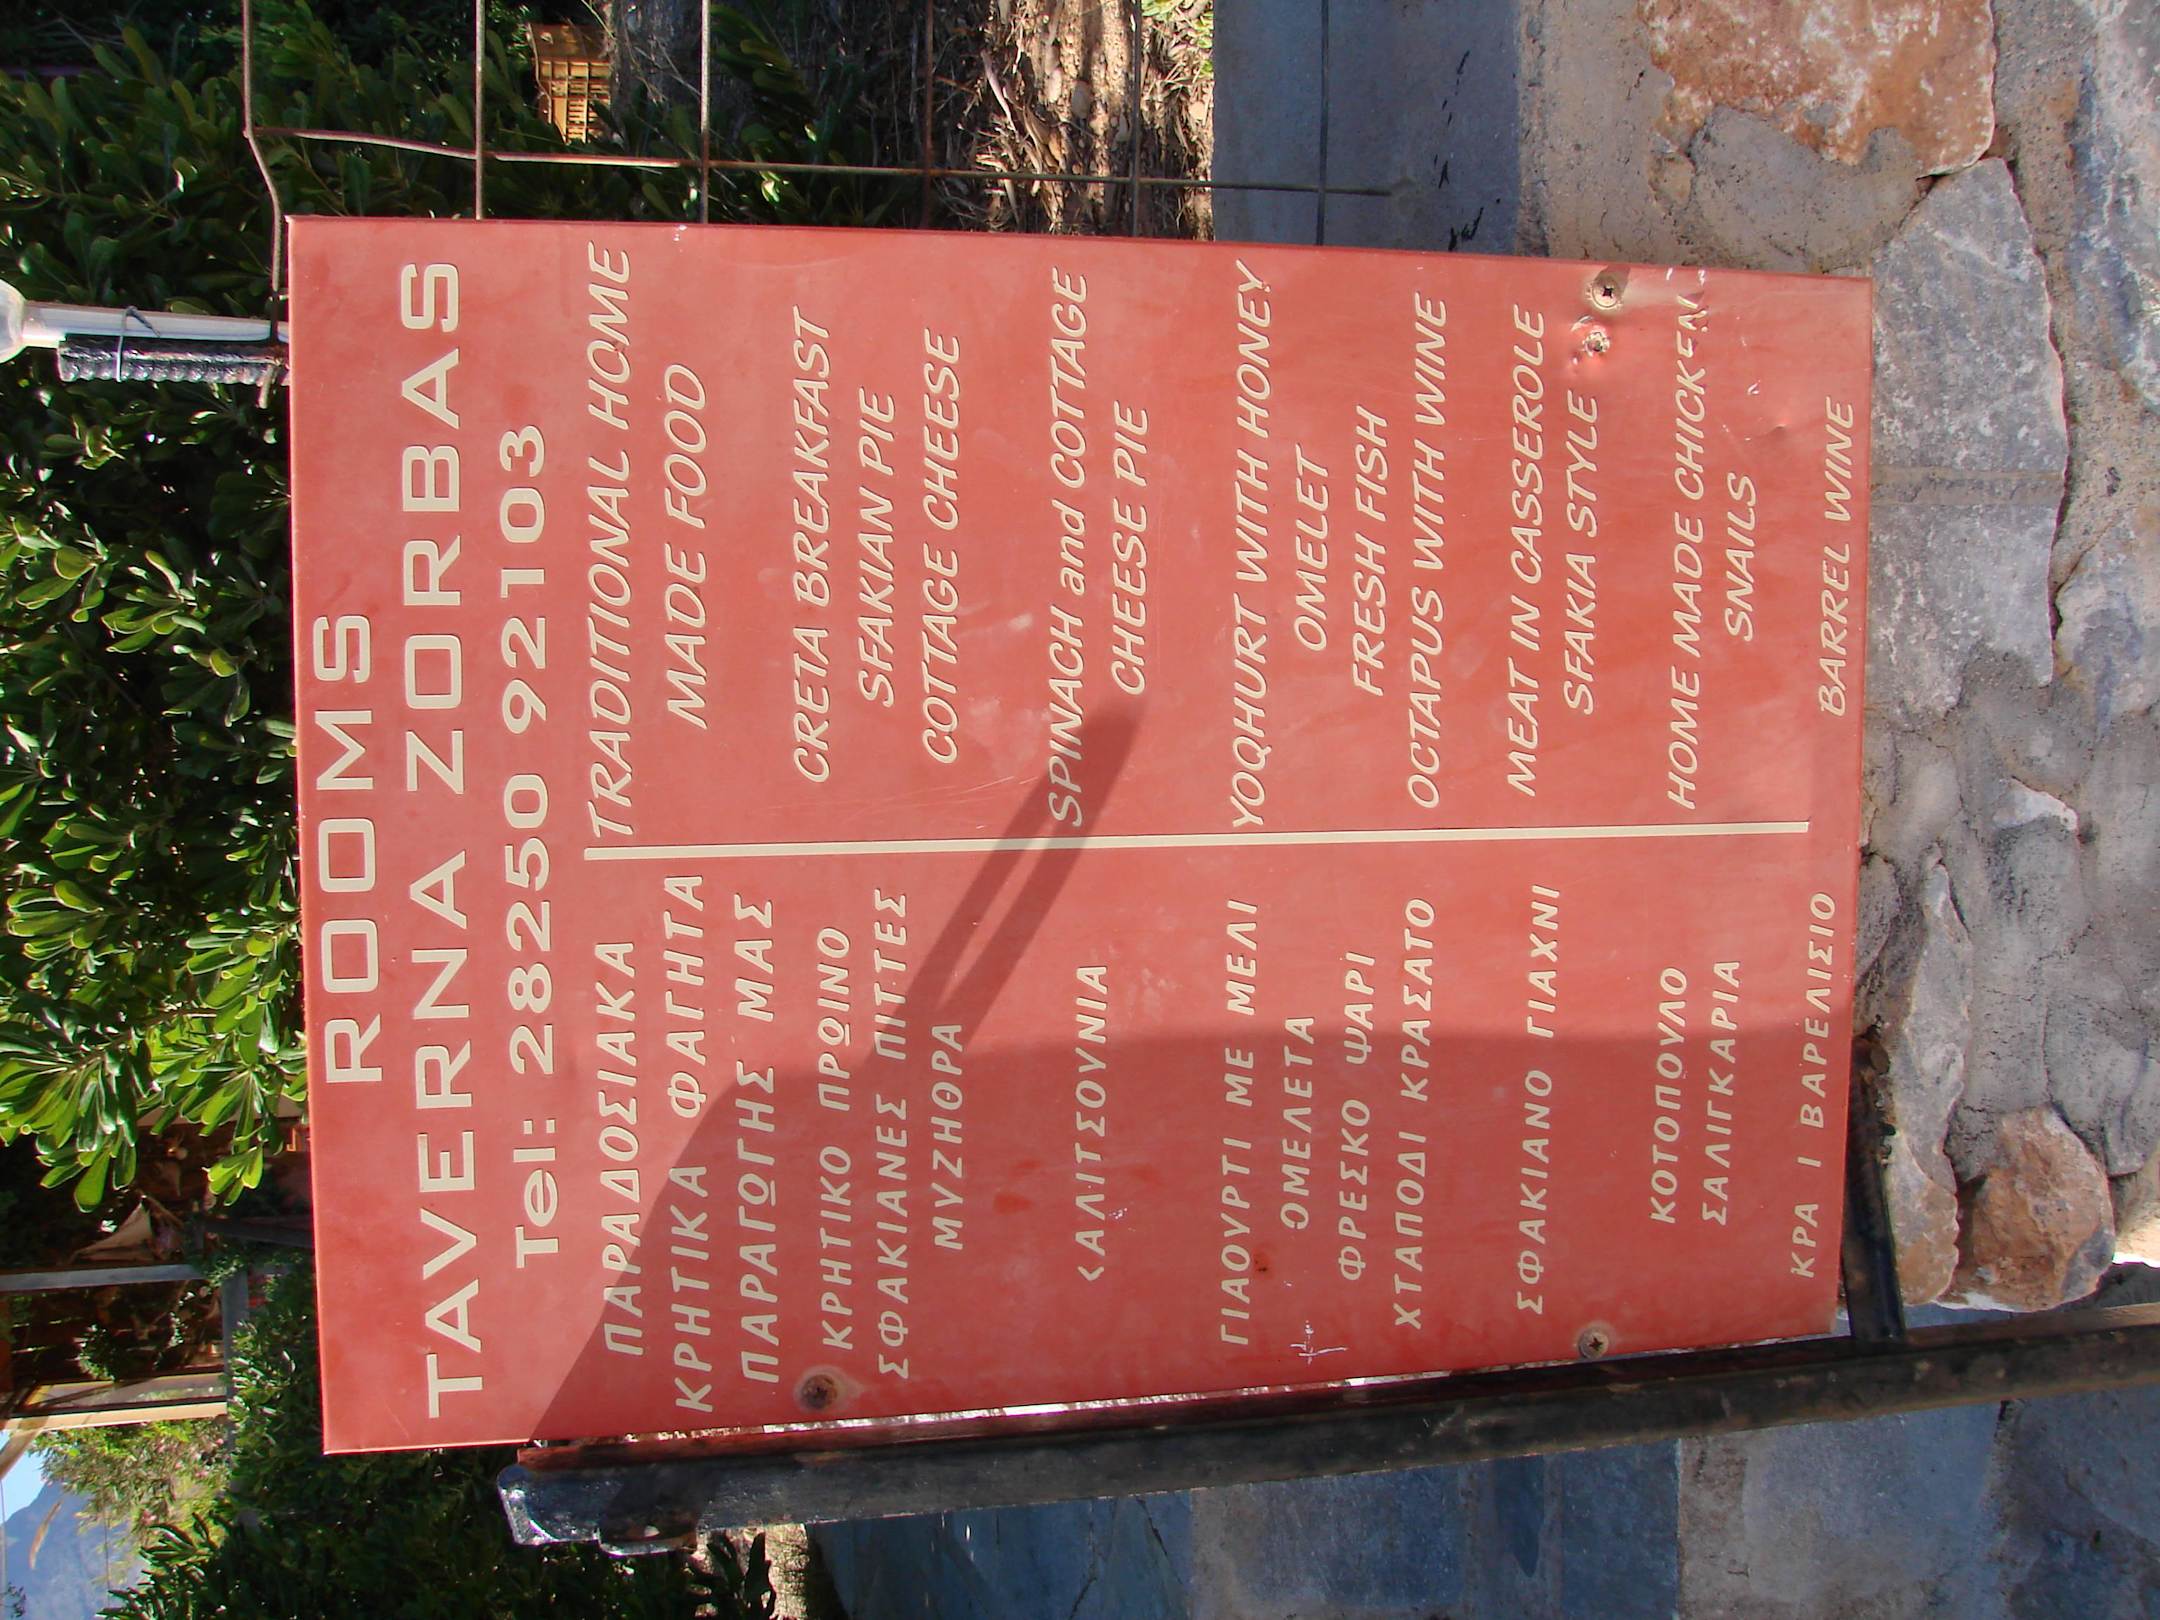 ROOMS
TAVERNA ZORBAS
Tel: 28250 92103
ΠΑΡΑΔΟΣΙΑΚΑ
ΚΡΗΤΙΚΑ ΦΑΓΗΤΑ
ΠΑΡΑΓΩΓΗΣ ΜΑΣ
ΚΡΗΤΙΚΟ ΠΡΩΙΝΟ
ΣΦΑΚΙΑΝΕΣ ΠΙΤΤΕΣ
ΜΥΖΗΘΡΑ
ΚΑΛΙΤΣΟΥΝΙΑ
ΓΙΑΟΥΡΤΙ ΜΕ ΜΕΛΙ
ΟΜΕΛΕΤΑ
ΦΡΕΣΚΟ ΨΑΡΙ
ΧΤΑΠΟΔΙ ΚΡΑΣΑΤΟ
ΣΦΑΚΙΑΝΟ ΓΙΑΧΝΙ
ΚΟΤΟΠΟΥΛΟ
ΣΑΛΙΓΚΑΡΙΑ
ΚΡΑ Ι ΒΑΡΕΛΙΣΙΟ
TRADITIONAL HOME
MADE FOOD
CRETA BREAKFAST
SFAKIAN PIE
COTTAGE CHEESE
SPINACH and COTTAGE
CHEESE PIE
YOQHURT WITH HONEY
OMELET
FRESH FISH
OCTAPUS WITH WINE
MEAT IN CASSEROLE
SFAKIA STYLE
HOME MADE CHICKEN
SNAILS
BARREL WINE